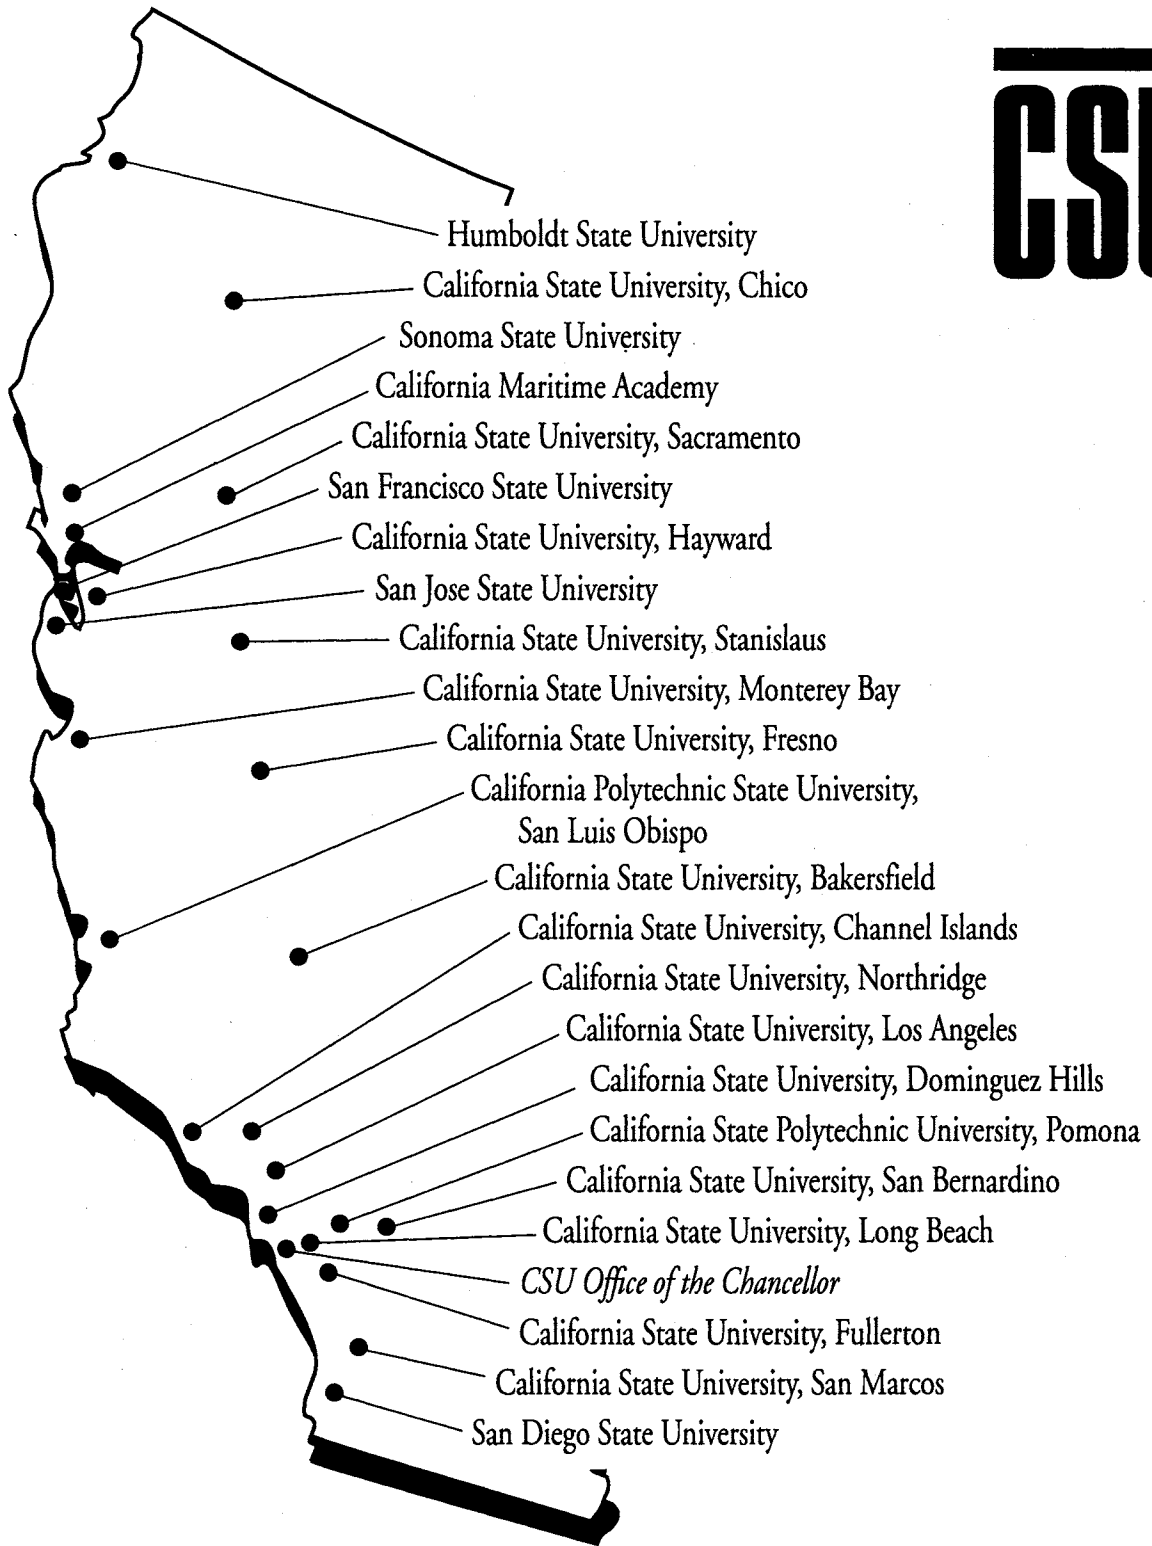 CSU
Humboldt State University
California State University, Chico
Sonoma State University
California Maritime Academy
California State University, Sacramento
San Francisco State University
California State University, Hayward
San Jose State University
California State University, Stanislaus
California State University, Monterey Bay
California State University, Fresno
California Polytechnic State University,
San Luis Obispo
California State University, Bakersfield
California State University, Channel Islands
California State University, Northridge
California State University, Los Angeles
California State University, Dominguez Hills
California State Polytechnic University, Pomona
California State University, San Bernardino
California State University, Long Beach
CSU Office of the Chancellor
California State University, Fullerton
California State University, San Marcos
San Diego State University